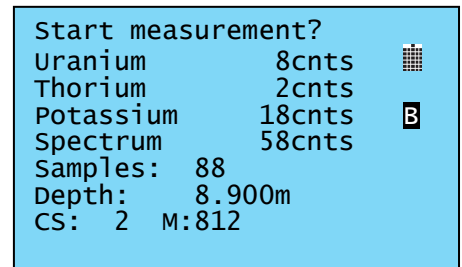 Start measurement?
Uranium 8cnts
Thorium 2cnts
Potassium 18cnts B
Spectrum 58cnts
Samples: 88
Depth: 8.900m
CS: 2 M:812